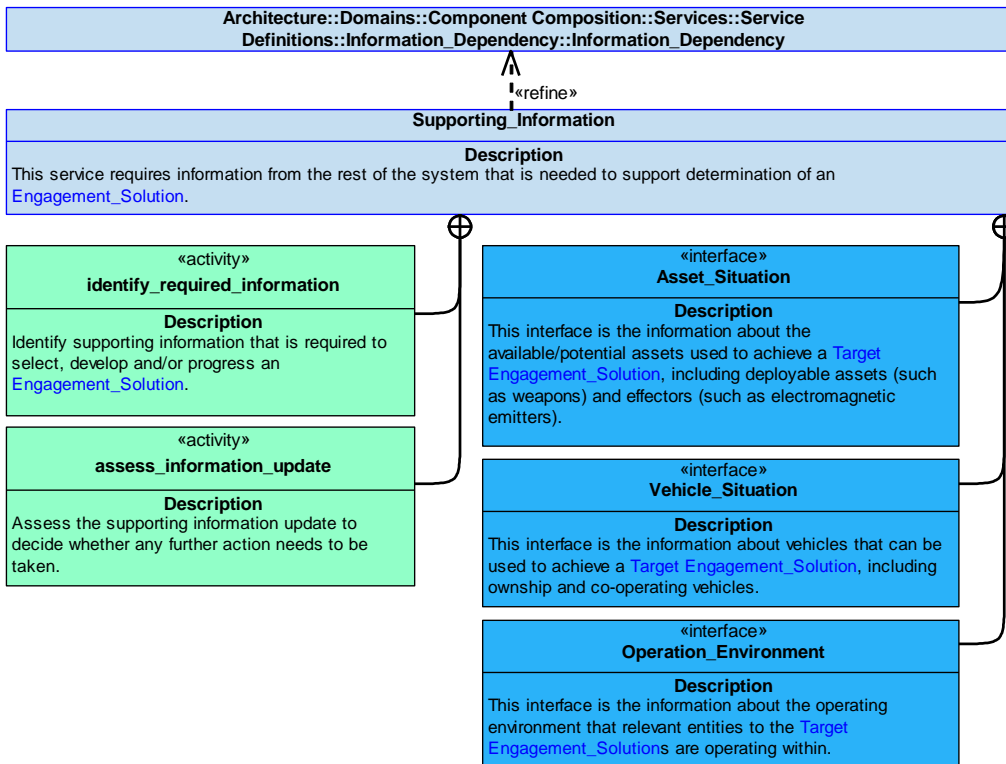 Architecture::Domains::Component Composition::Services::Service
Definitions::Information_Dependency::Information_Dependency
«refine»
Supporting_Information
Description
This service requires information from the rest of the system that is needed to support determination of an
Engagement_Solution.
«activity»
identify_required_information
Description
Identify supporting information that is required to
select, develop and/or progress an
Engagement_Solution.
«activity»
assess_information_update
Description
Assess the supporting information update to
decide whether any further action needs to be
taken.
«interface»
Asset_Situation
Description
This interface is the information about the
available/potential assets used to achieve a Target
Engagement_Solution, including deployable assets (such
as weapons) and effectors (such as electromagnetic
emitters).
«interface»
Vehicle_Situation
Description
This interface is the information about vehicles that can be
used to achieve a Target Engagement_Solution, including
ownship and co-operating vehicles.
«interface»
Operation_Environment
Description
This interface is the information about the operating
environment that relevant entities to the Target
Engagement_Solutions are operating within.